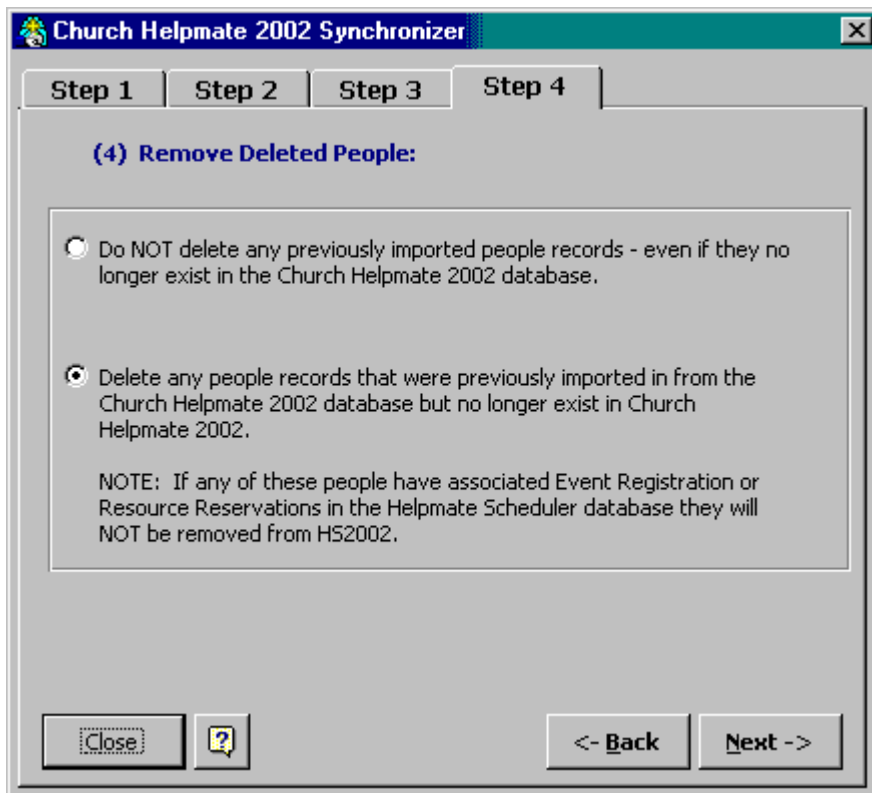 Church Helpmate 2002 Synchronizer
Step 1 Step 2 Step 3 Step 4
(4) Remove Deleted People:
Do NOT delete any previously imported people records - even if they no
longer exist in the Church Helpmate 2002 database.
Delete any people records that were previously imported in from the
Church Helpmate 2002 database but no longer exist in Church
Helpmate 2002.
NOTE: If any of these people have associated Event Registration or
Resource Reservations in the Helpmate Scheduler database they will
NOT be removed from HS2002.
Close ? <- Back Next ->